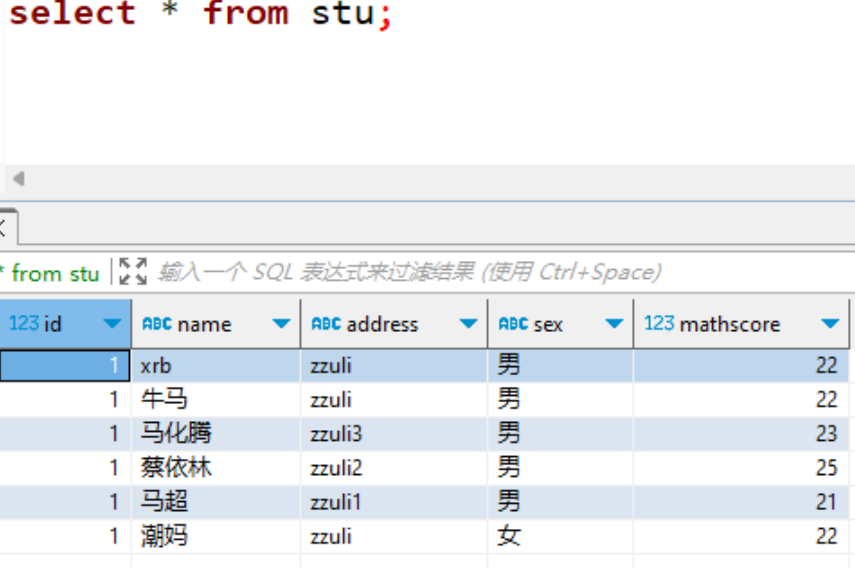 select * from stu;
* from stu 输入一个 SQL 表达式来过滤结果 (使用 Ctrl+Space)
123 id ABC name ABC address ABC sex 123 mathscore
1 xrb zzuli 男 22
1 牛马 zzuli 男 22
1 马化腾 zzuli3 男 23
1 蔡依林 zzuli2 男 25
1 马超 zzuli1 男 21
1 潮妈 zzuli 女 22